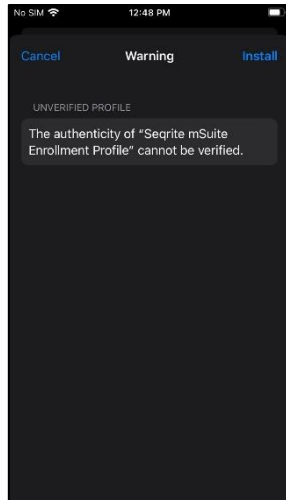 No SIM 12:48 PM
Cancel Warning Install
UNVERIFIED PROFILE
The authenticity of “Seqrite mSuite
Enrollment Profile” cannot be verified.